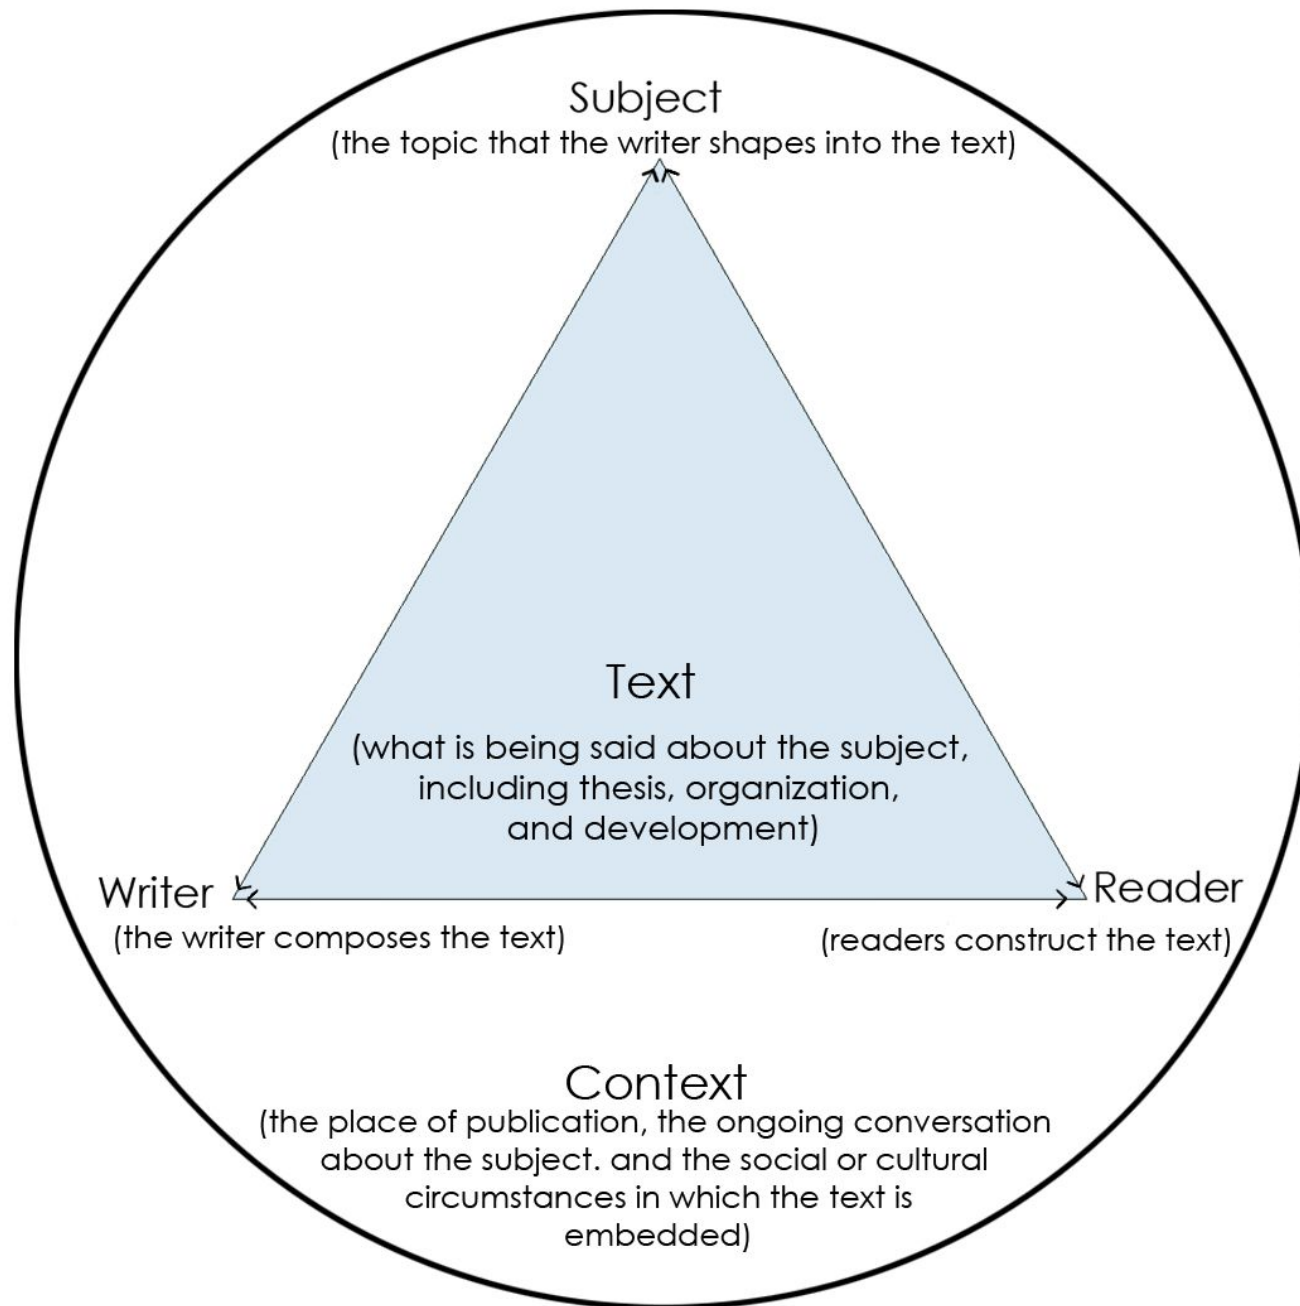 Subject
(the topic that the writer shapes into the text)
Text
(what is being said about the subject,
including thesis, organization,
and development)
Writer
(the writer composes the text)
Reader
(readers construct the text)
Context
(the place of publication, the ongoing conversation
about the subject. and the social or cultural
circumstances in which the text is
embedded)